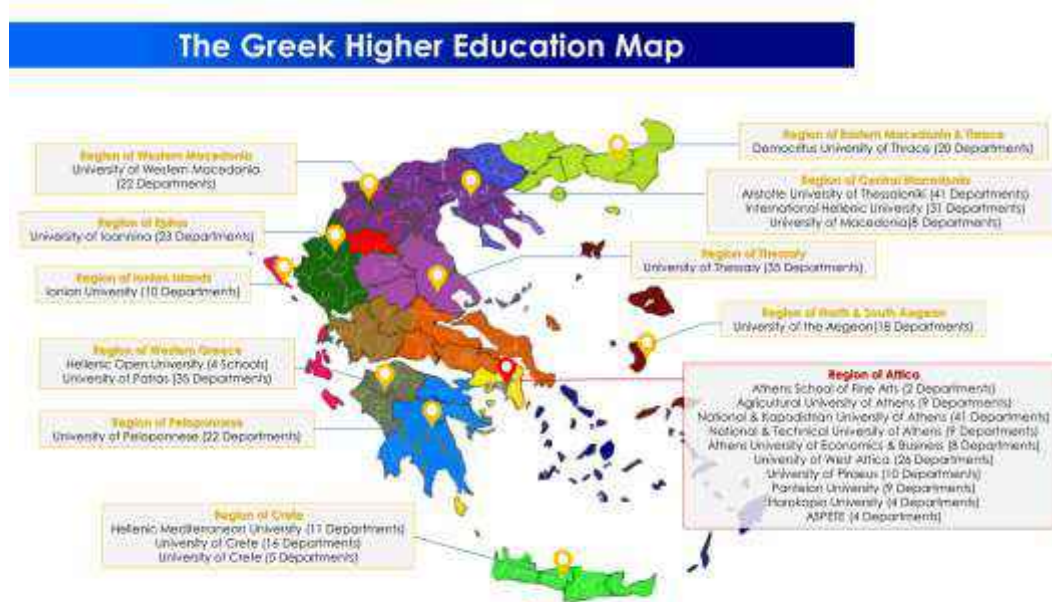 The Greek Higher Education Map
Region of Western Macedonia
University of Western Macedonia
(22 Departments)
Region of Epirus
University of Ioannina (23 Departments)
Region of Ionian Islands
Ionian University (10 Departments)
Region of Western Greece
Hellenic Open University (4 Schools)
University of Patras (35 Departments)
Region of Peloponnese
University of Peloponnese (22 Departments)
Region of Crete
Hellenic Mediterranean University (11 Departments)
University of Crete (16 Departments)
University of Crete (5 Departments)
Region of Eastern Macedonia & Thrace
Democritus University of Thrace (20 Departments)
Region of Central Macedonia
Aristotle University of Thessaloniki (41 Departments)
International Hellenic University (31 Departments)
University of Macedonia(8 Departments)
Region of Thessaly
University of Thessaly (35 Departments)
Region of North & South Aegean
University of the Aegean(18 Departments)
Region of Attica
Athens School of Fine Arts (2 Departments)
Agricultural University of Athens (9 Departments)
National & Kapodistrian University of Athens (41 Departments)
National & Technical University of Athens (9 Departments)
Athens University of Economics & Business (8 Departments)
University of West Attica (26 Departments)
University of Piraeus (10 Departments)
Panteion University (9 Departments)
Harokopio University (4 Departments)
ASPETE (4 Departments)